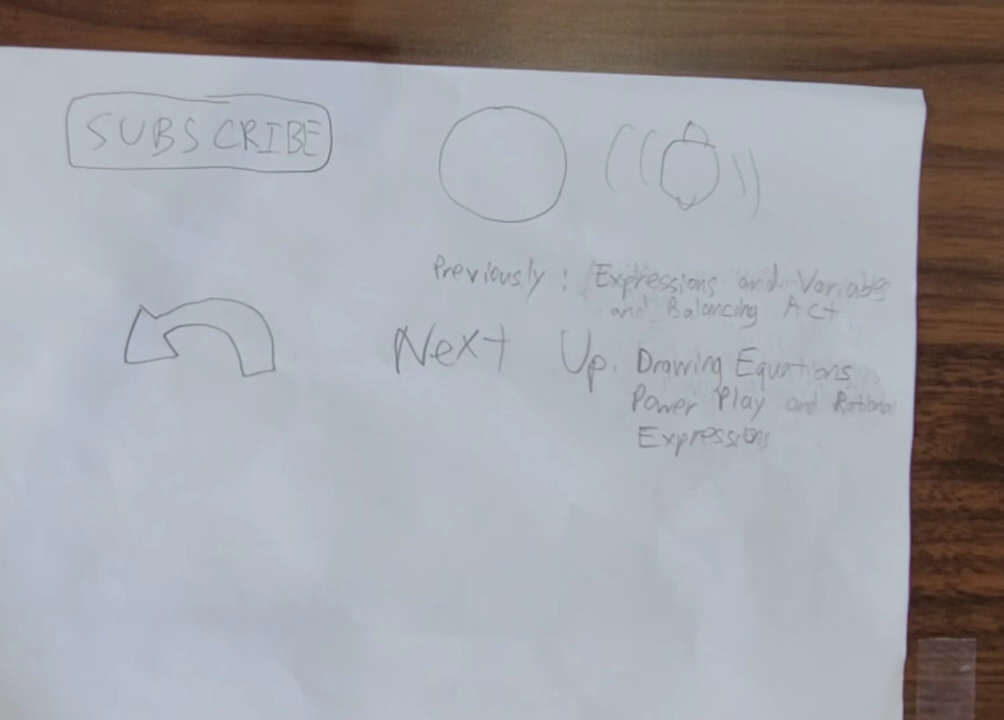 SUBSCRIBE
Previously: Expressions and Variables
and Balancing Act
Next Up. Drawing Equations
Power Play and Rational
Expressions